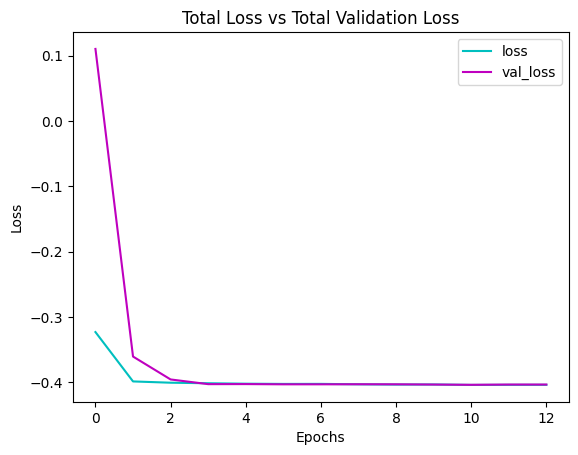 Total Loss vs Total Validation Loss
loss
val_loss
0.1
0.0
−0.1
−0.2
−0.3
−0.4
Loss
0 2 4 6 8 10 12
Epochs